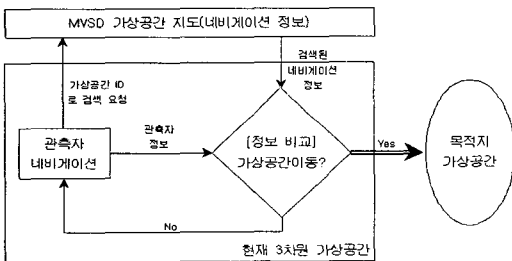 MVSD 가상공간 지도(네비게이션 정보)
가상공간 ID
로 검색 요청
검색된
네비게이션
정보
관측자
네비게이션
관측자
정보
[정보 비교]
가상공간이동?
Yes
목적지
가상공간
No
현재 3차원 가상공간